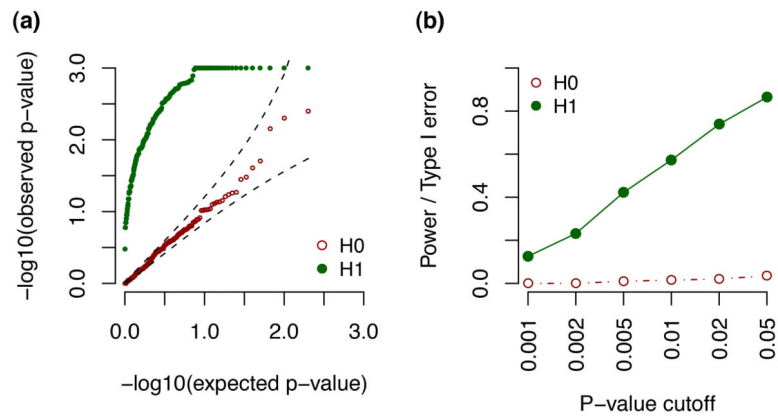 (a)
−log10(observed p−value)
3.0
2.0
1.0
0.0
H0
H1
0.0 1.0 2.0 3.0
−log10(expected p−value)
(b)
Power / Type I error
0.8
0.4
0.0
H0
H1
0.001 0.002 0.005 0.01 0.02 0.05
P−value cutoff